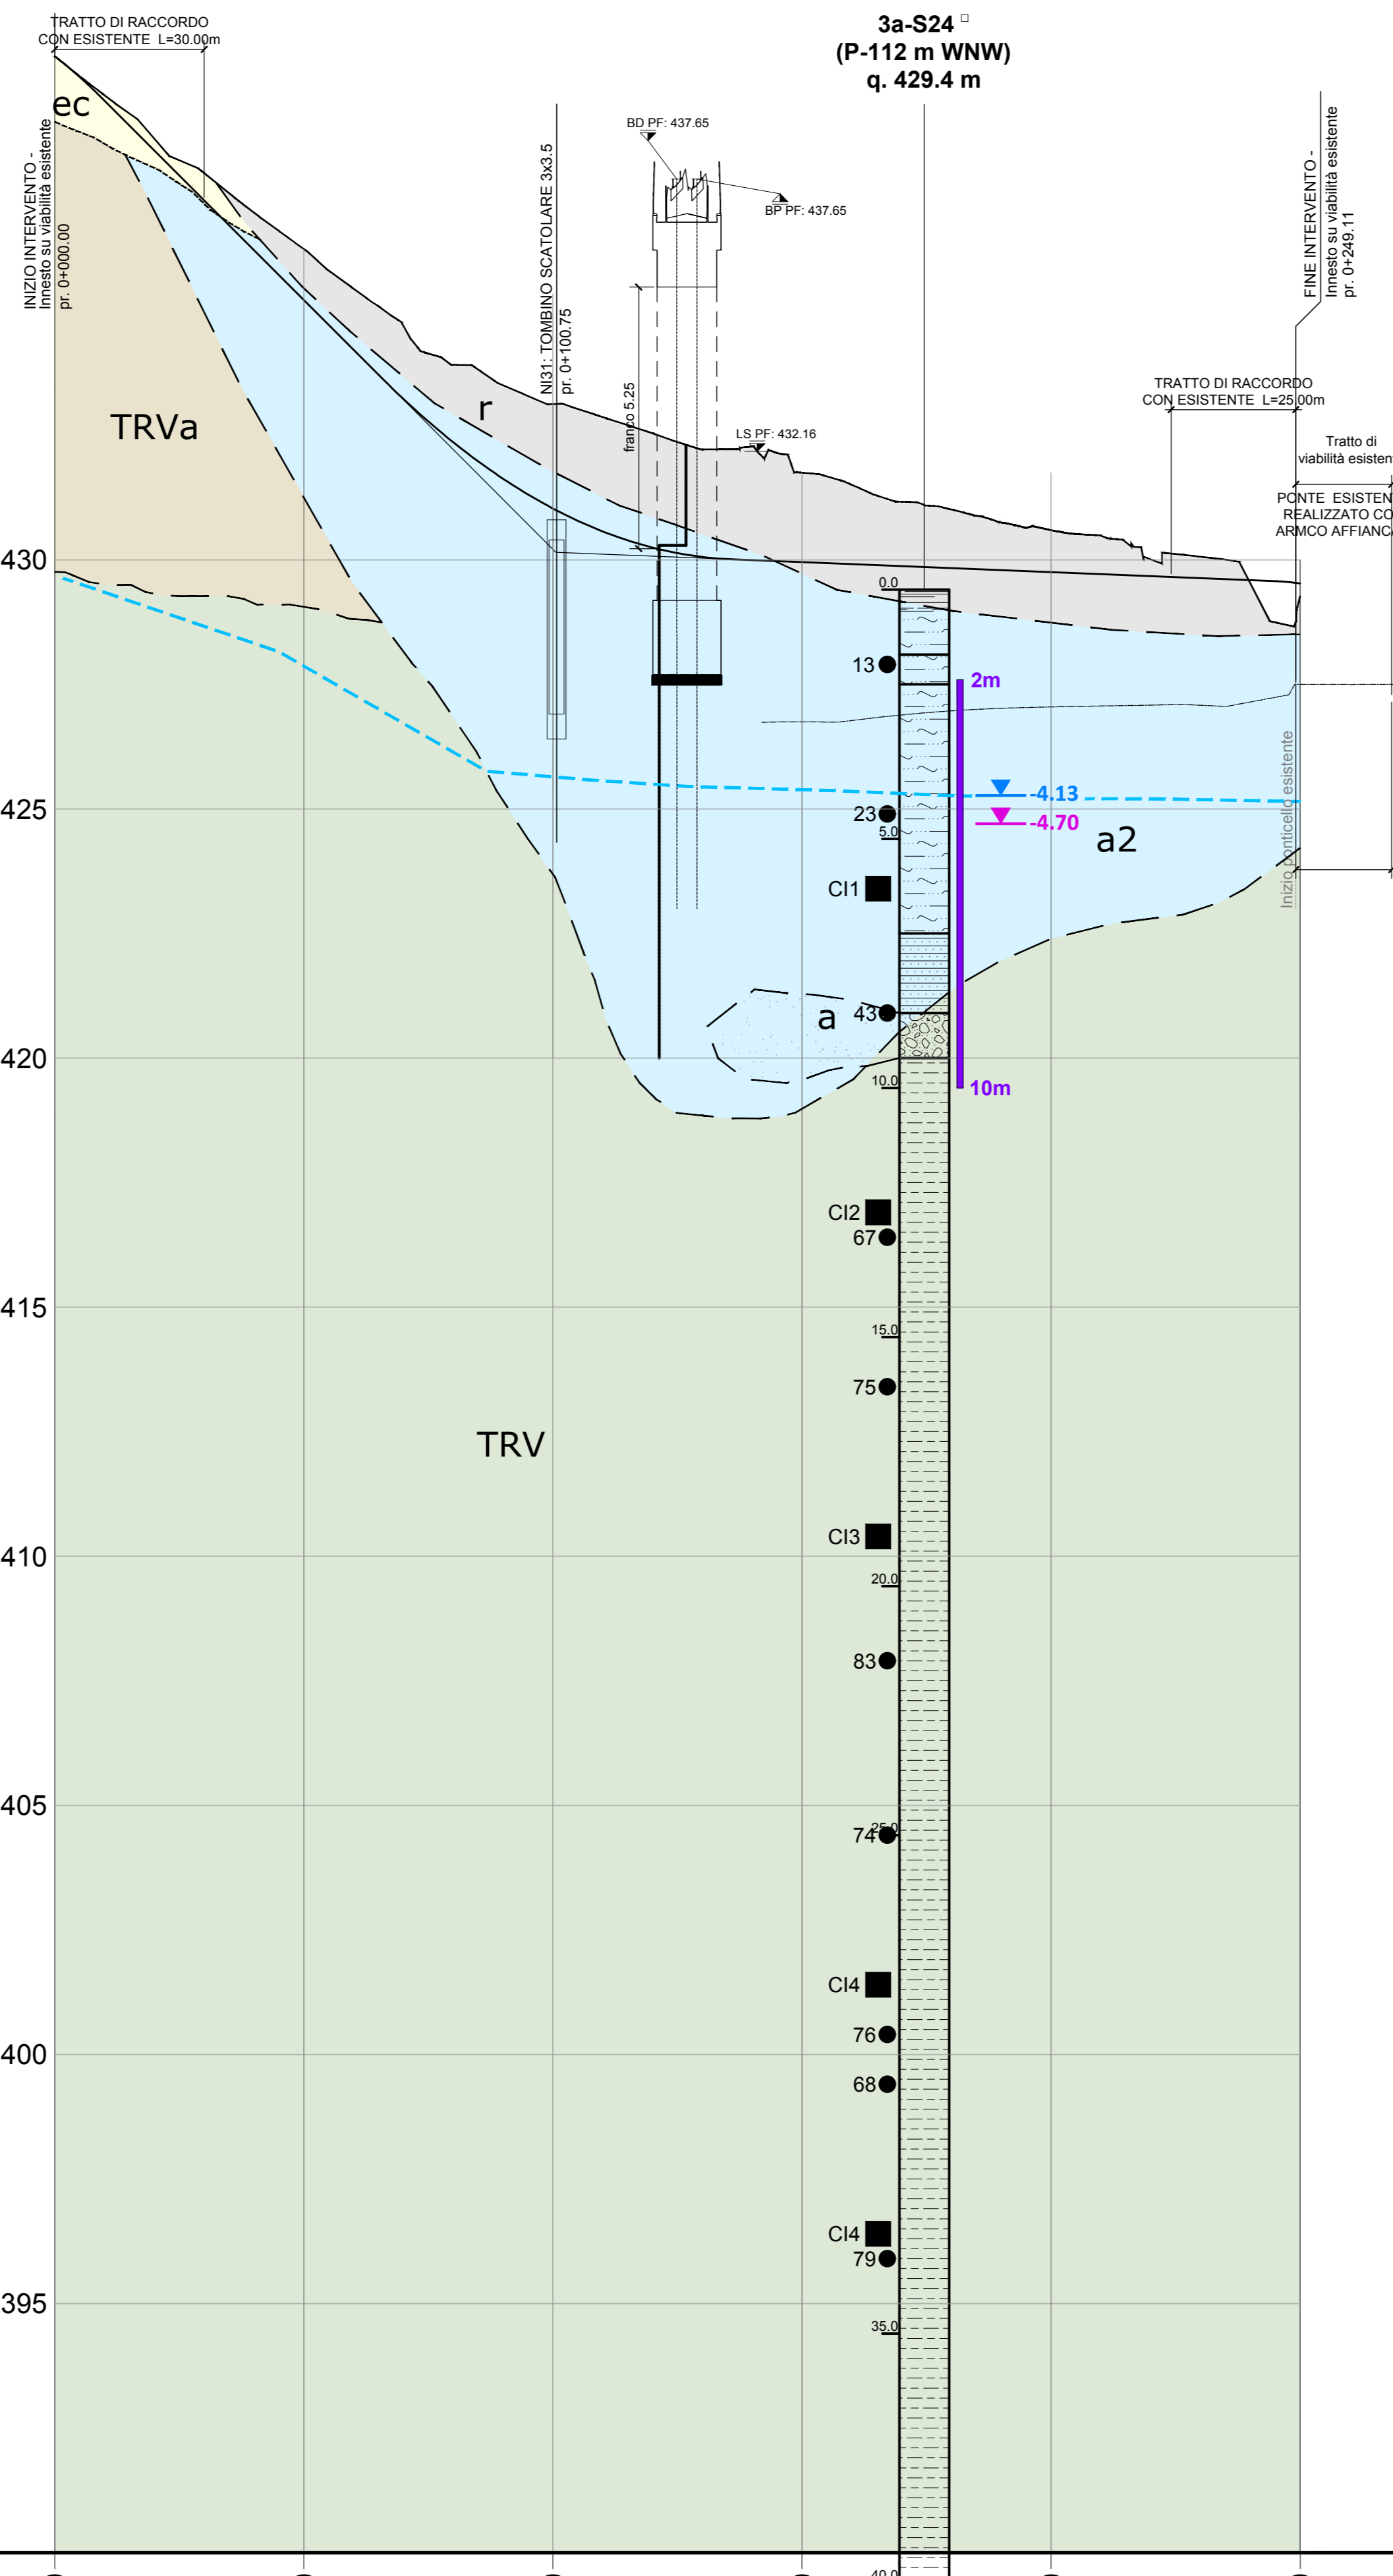 TRATTO DI RACCORDO
CON ESISTENTE L=30.00m
3a-S24
(P-112 m WNW)
q. 429.4 m
ec
INIZIO INTERVENTO -
Innesto su viabilità esistente
pr. 0+000.00
NI31: TOMBINO SCATOLARE 3x3.5
pr. 0+100.75
BD PF: 437.65
BP PF: 437.65
FINE INTERVENTO -
Innesto su viabilità esistente
pr. 0+249.11
TRATTO DI RACCORDO
CON ESISTENTE L=25.00m
franco 5.25
r
TRVa
LS PF: 432.16
Tratto di
viabilità esistent
PONTE ESISTEN
REALIZZATO CO
ARMCO AFFIANCA
430
0.0
13
2m
-4.13
425
23
-4.70
5.0
a2
Inizio ponticello esistente
CI1
a
43
420
10.0
10m
CI2
67
415
15.0
75
TRV
CI3
410
20.0
83
405
25.0
74
CI4
76
400
68
CI4
79
395
35.0
40.0